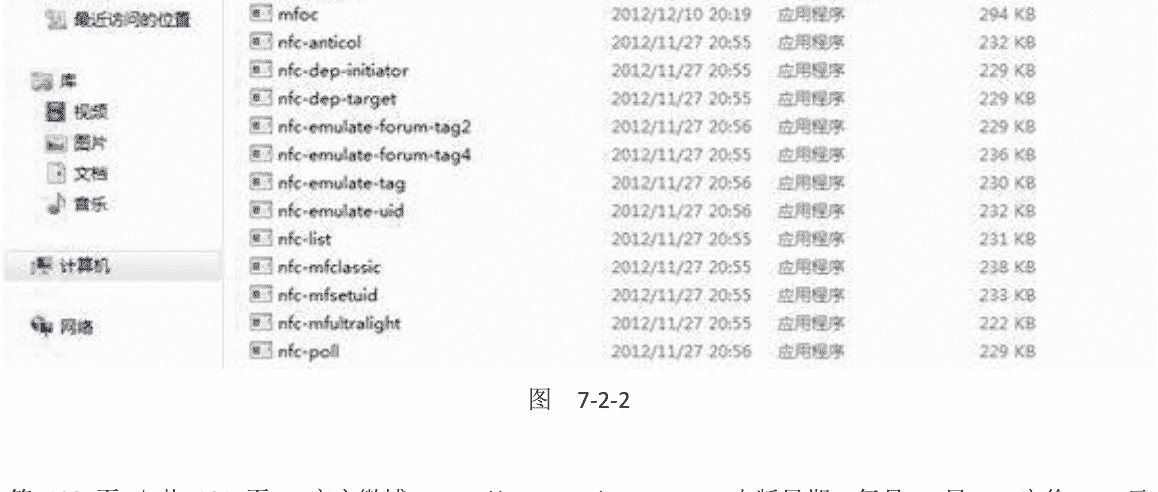 最近访问的位置
库
视频
图片
文档
音乐
计算机
网络
mfoc 2012/12/10 20:19 应用程序 294 KB
nfc-anticol 2012/11/27 20:55 应用程序 232 KB
nfc-dep-initiator 2012/11/27 20:55 应用程序 229 KB
nfc-dep-target 2012/11/27 20:55 应用程序 229 KB
nfc-emulate-forum-tag2 2012/11/27 20:56 应用程序 229 KB
nfc-emulate-forum-tag4 2012/11/27 20:55 应用程序 236 KB
nfc-emulate-tag 2012/11/27 20:56 应用程序 230 KB
nfc-emulate-uid 2012/11/27 20:56 应用程序 232 KB
nfc-list 2012/11/27 20:55 应用程序 231 KB
nfc-mfclassic 2012/11/27 20:55 应用程序 238 KB
nfc-mfsetuid 2012/11/27 20:55 应用程序 233 KB
nfc-mfultralight 2012/11/27 20:55 应用程序 222 KB
nfc-poll 2012/11/27 20:56 应用程序 229 KB
图 7-2-2